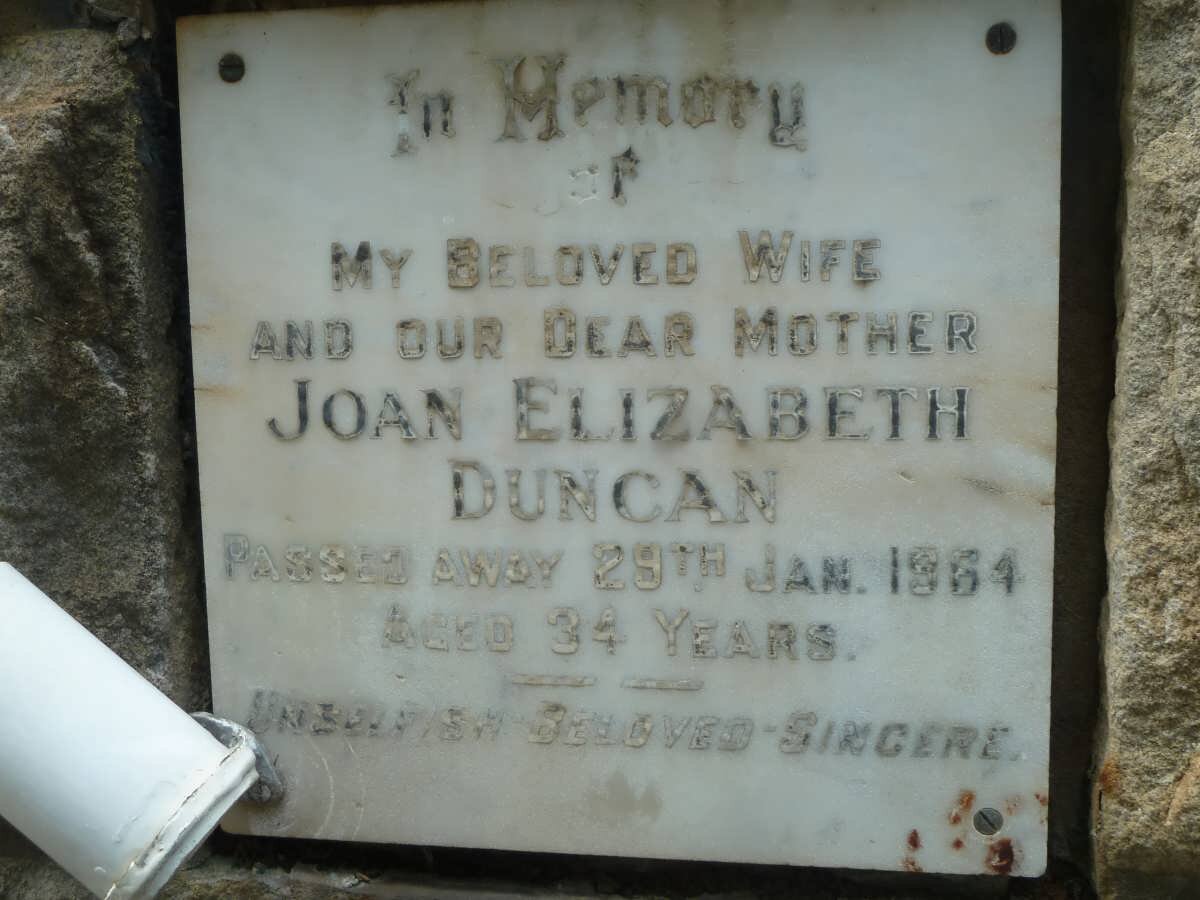 In Memory
of
My Beloved Wife
and our Dear Mother
Joan Elizabeth
Duncan
Passed away 29th Jan. 1964
Aged 34 Years.
Unselfish-Beloved-Sincere.